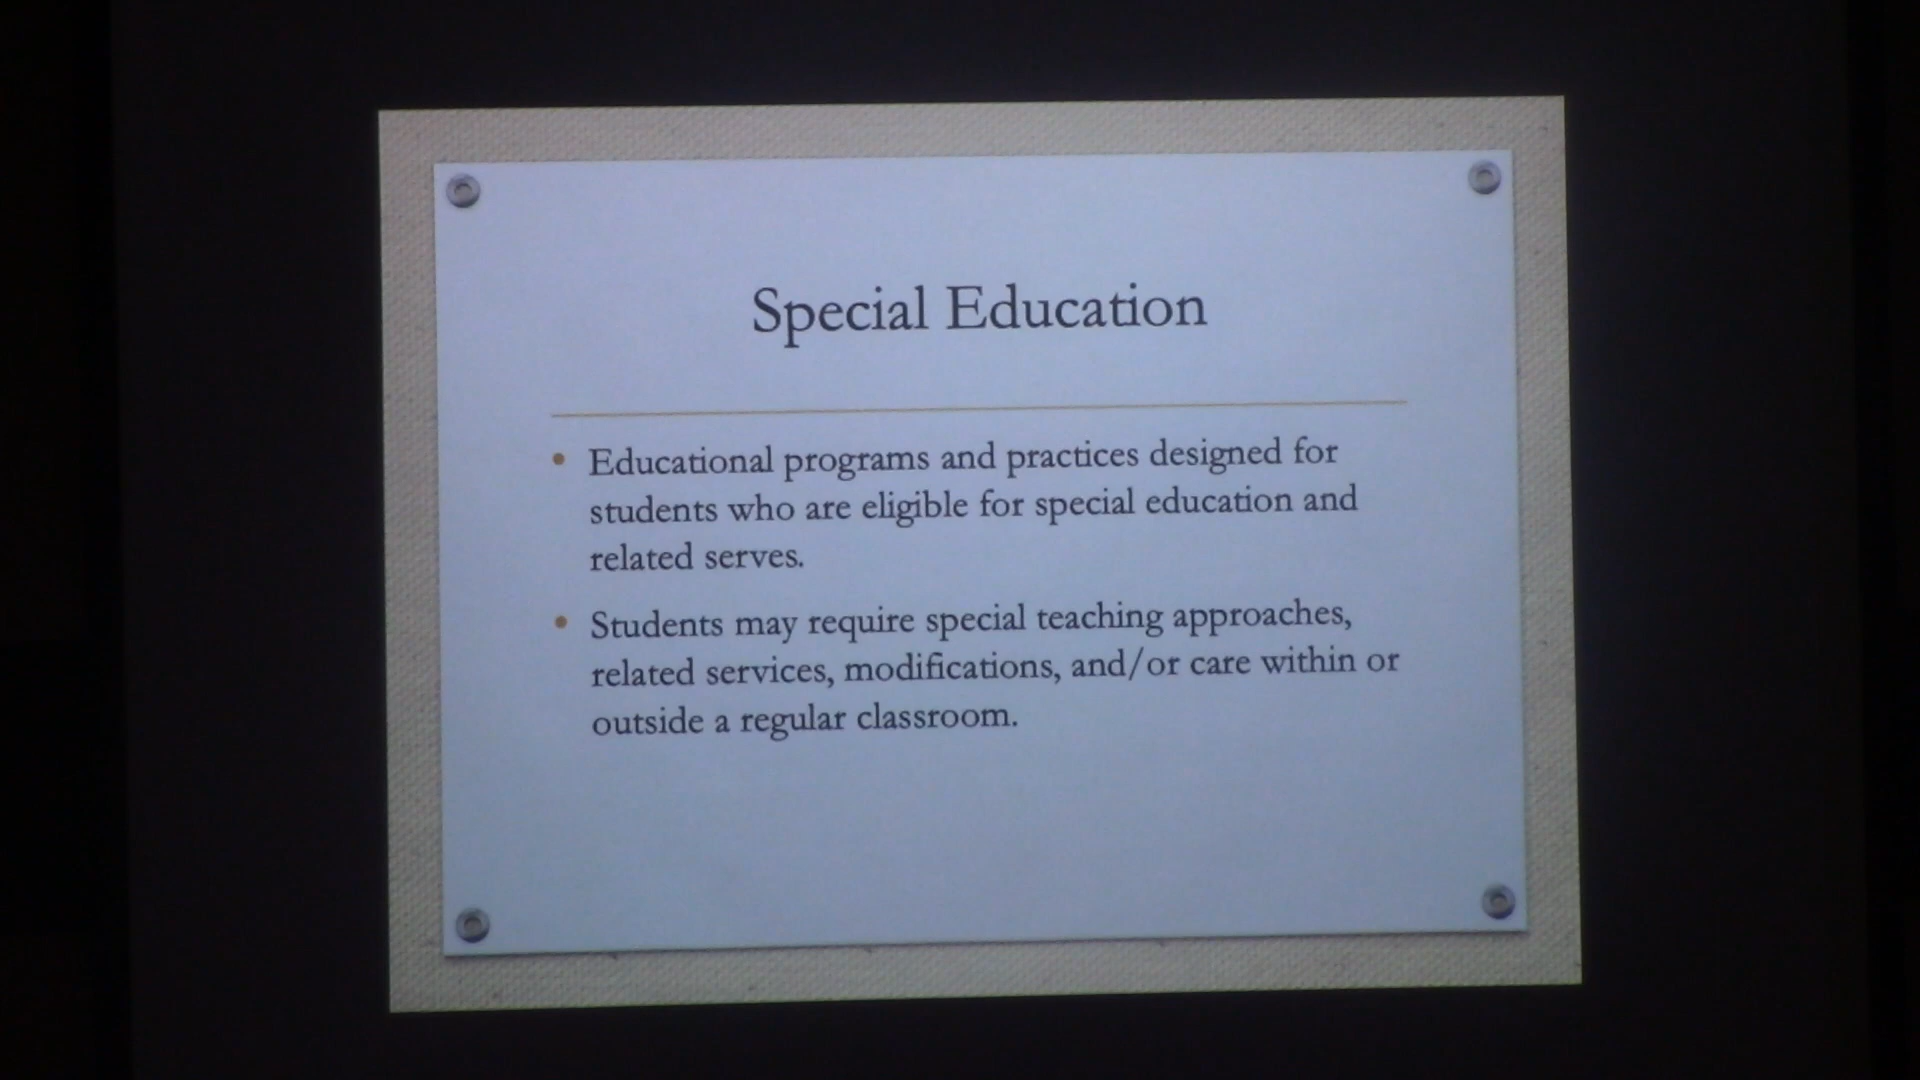 Special Education
• Educational programs and practices designed for
students who are eligible for special education and
related serves.
• Students may require special teaching approaches,
related services, modifications, and/or care within or
outside a regular classroom.